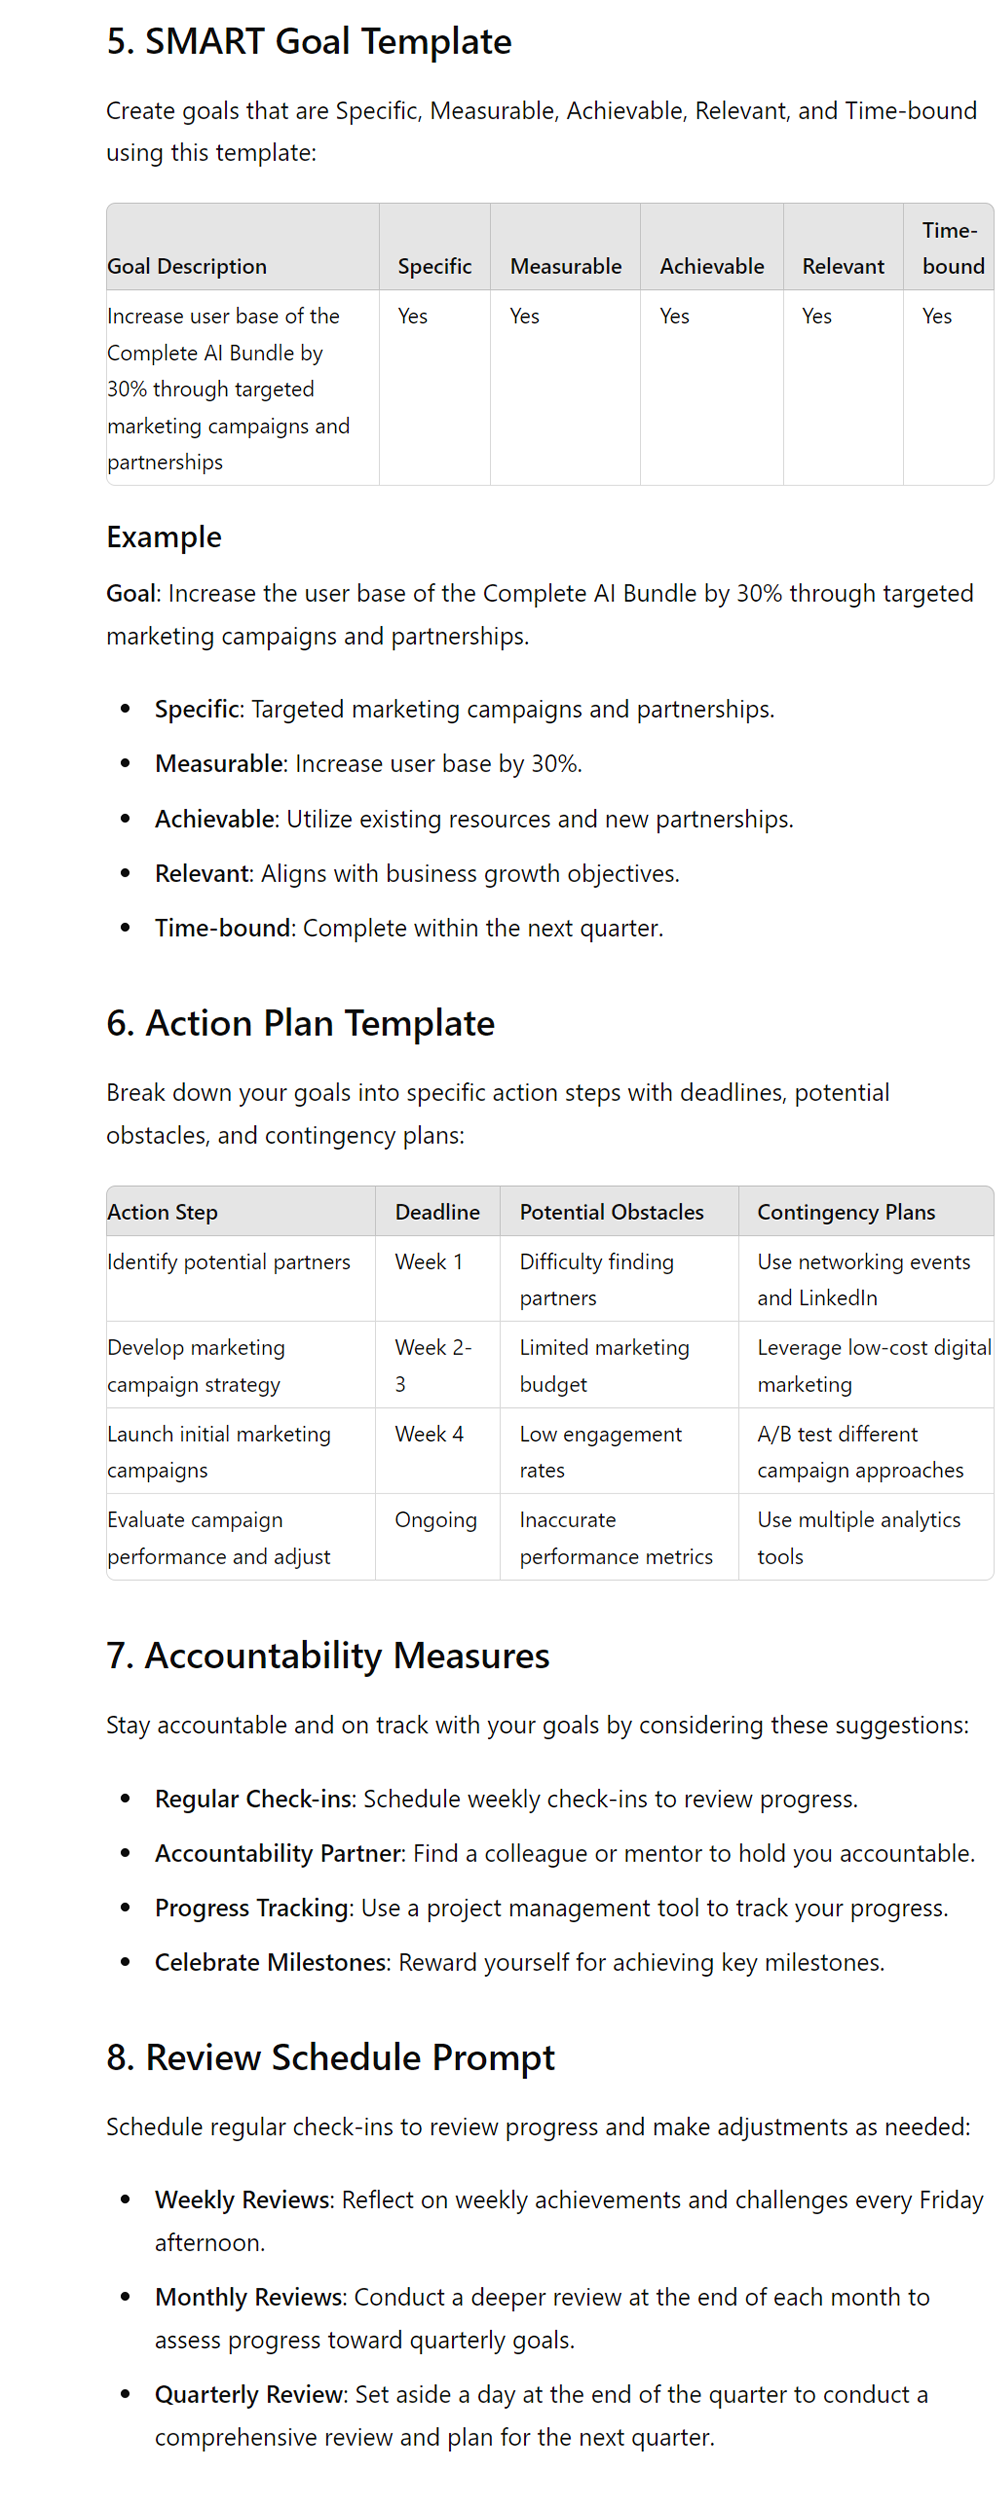 5. SMART Goal Template
Create goals that are Specific, Measurable, Achievable, Relevant, and Time-bound
using this template:
Goal Description Specific Measurable Achievable Relevant Time-
bound
Increase user base of the Yes Yes Yes Yes Yes
Complete AI Bundle by
30% through targeted
marketing campaigns and
partnerships
Example
Goal: Increase the user base of the Complete AI Bundle by 30% through targeted
marketing campaigns and partnerships.
• Specific: Targeted marketing campaigns and partnerships.
• Measurable: Increase user base by 30%.
• Achievable: Utilize existing resources and new partnerships.
• Relevant: Aligns with business growth objectives.
• Time-bound: Complete within the next quarter.
6. Action Plan Template
Break down your goals into specific action steps with deadlines, potential
obstacles, and contingency plans:
Action Step Deadline Potential Obstacles Contingency Plans
Identify potential partners Week 1 Difficulty finding Use networking events
partners and LinkedIn
Develop marketing Week 2- Limited marketing Leverage low-cost digital
campaign strategy 3 budget marketing
Launch initial marketing Week 4 Low engagement A/B test different
campaigns rates campaign approaches
Evaluate campaign Ongoing Inaccurate Use multiple analytics
performance and adjust performance metrics tools
7. Accountability Measures
Stay accountable and on track with your goals by considering these suggestions:
• Regular Check-ins: Schedule weekly check-ins to review progress.
• Accountability Partner: Find a colleague or mentor to hold you accountable.
• Progress Tracking: Use a project management tool to track your progress.
• Celebrate Milestones: Reward yourself for achieving key milestones.
8. Review Schedule Prompt
Schedule regular check-ins to review progress and make adjustments as needed:
• Weekly Reviews: Reflect on weekly achievements and challenges every Friday
afternoon.
• Monthly Reviews: Conduct a deeper review at the end of each month to
assess progress toward quarterly goals.
• Quarterly Review: Set aside a day at the end of the quarter to conduct a
comprehensive review and plan for the next quarter.